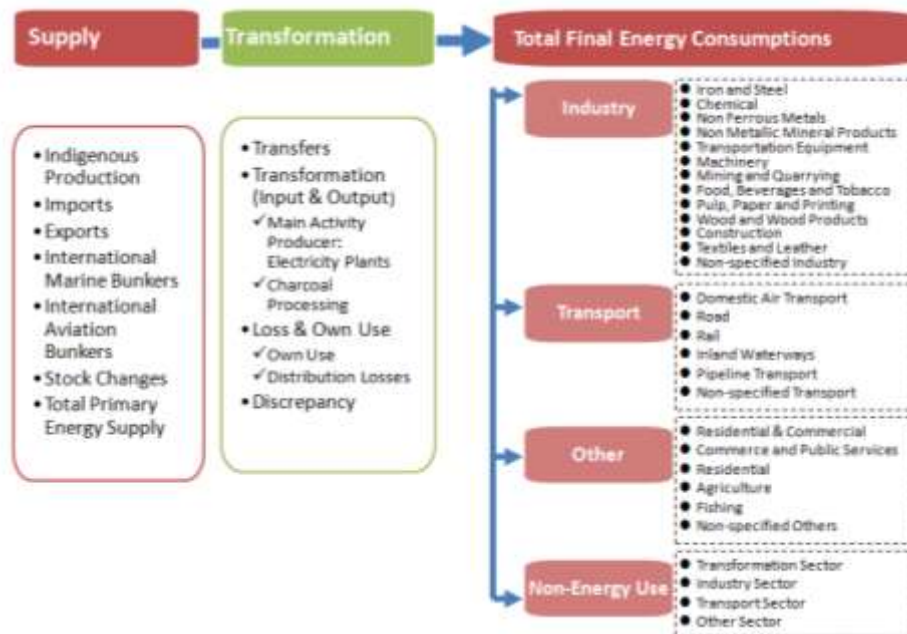 Supply
Transformation
Total Final Energy Consumptions
•Indigenous
Production
•Imports
•Exports
•International
Marine Bunkers
•International
Aviation
Bunkers
•Stock Changes
•Total Primary
Energy Supply
•Transfers
•Transformation
(Input & Output)
✓Main Activity
Producer:
Electricity Plants
✓Charcoal
Processing
•Loss & Own Use
✓Own Use
✓Distribution Losses
•Discrepancy
Industry
● Iron and Steel
● Chemical
● Non Ferrous Metals
● Non Metallic Mineral Products
● Transportation Equipment
● Machinery
● Mining and Quarrying
● Food, Beverages and Tobacco
● Pulp, Paper and Printing
● Wood and Wood Products
● Construction
● Textiles and Leather
● Non-specified Industry
Transport
● Domestic Air Transport
● Road
● Rail
● Inland Waterways
● Pipeline Transport
● Non-specified Transport
Other
● Residential & Commercial
● Commerce and Public Services
● Residential
● Agriculture
● Fishing
● Non-specified Others
Non-Energy Use
● Transformation Sector
● Industry Sector
● Transport Sector
● Other Sector